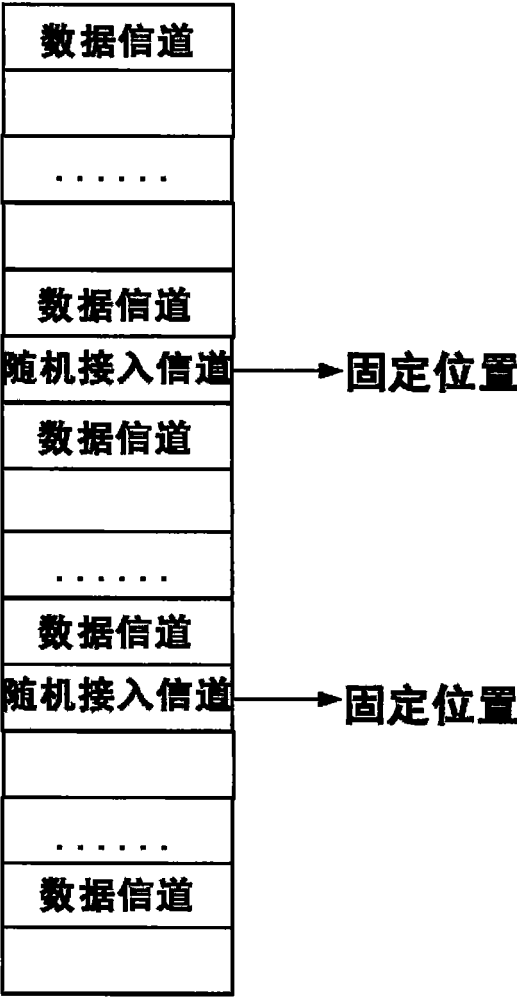 数据信道
......
数据信道
随机接入信道
固定位置
数据信道
......
数据信道
随机接入信道
固定位置
......
数据信道